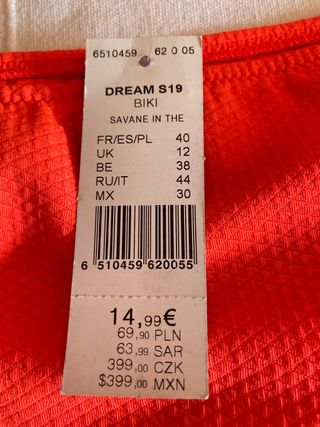 6510459 62 0 05
DREAM S19
BIKI
SAVANE IN THE
FR/ES/PL 40
UK 12
BE 38
RU/IT 44
MX 30
6 510459 620055
14,99€
69,90 PLN
63,99 SAR
399,00 CZK
$399,00 MXN